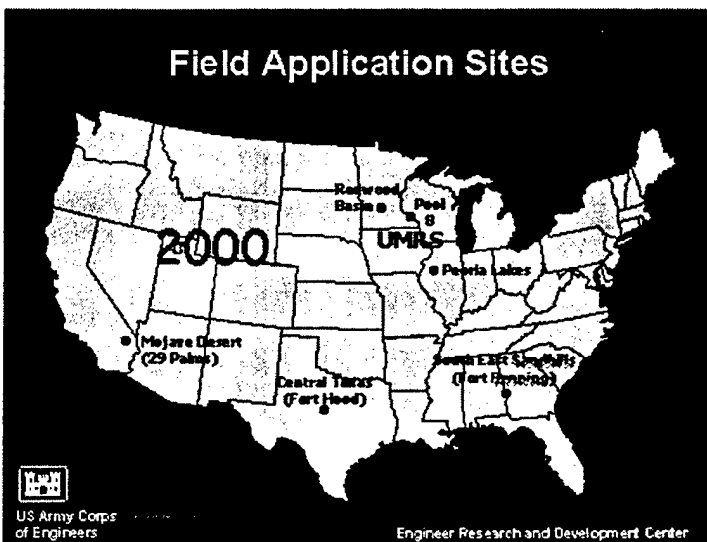 Field Application Sites
Redwood
Basin
Pool
8
2000
UMRS
Peoria Lakes
Mojave Desert
(29 Palms)
South East Sandhills
(Fort Benning)
Central Texas
(Fort Hood)
US Army Corps
of Engineers
Engineer Research and Development Center